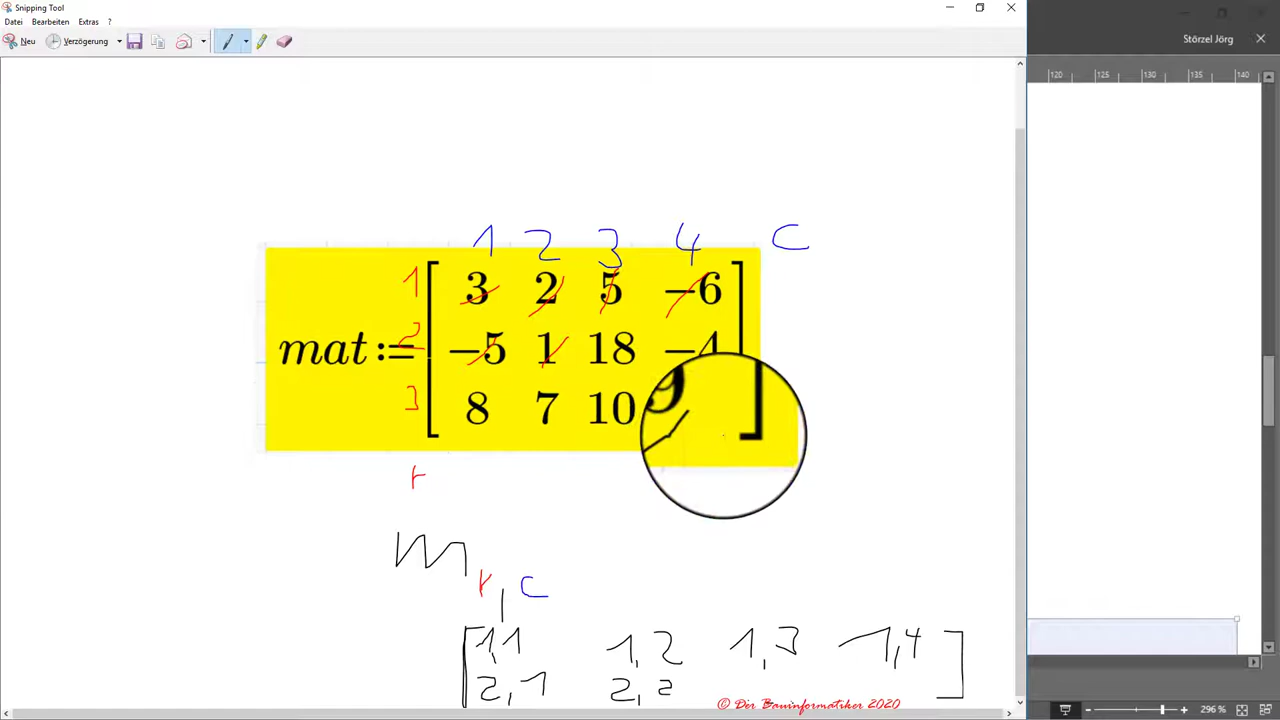 Snipping Tool
Datei Bearbeiten Extras ?
Neu Verzögerung
Störzel Jörg
120 125 130 135 140
1 2 3 4 c
1 3 2 5 −6
2 mat:= −5 1 18 −4
3 8 7 10 9
r
m r, c
1,1 1,2 1,3 1,4
2,1 2,2
© Der Bauinformatiker 2020
296 %